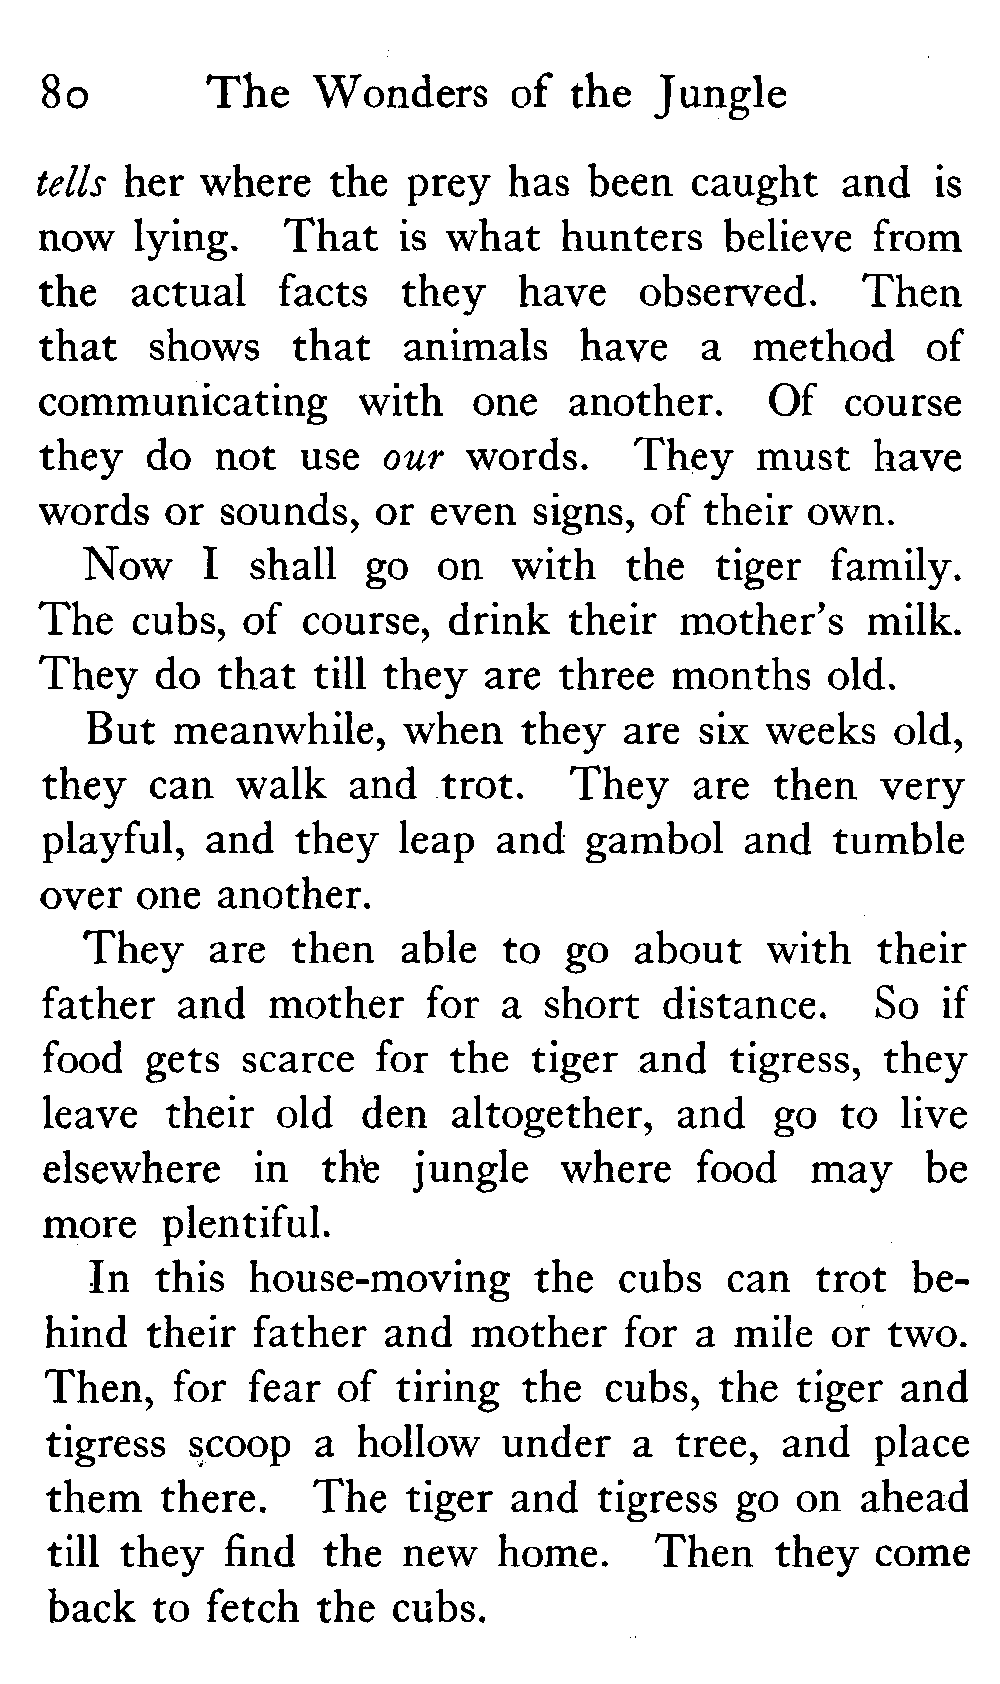 80 The Wonders of the Jungle
tells her where the prey has been caught and is
now lying. That is what hunters believe from
the actual facts they have observed. Then
that shows that animals have a method of
communicating with one another. Of course
they do not use our words. They must have
words or sounds, or even signs, of their own.
Now I shall go on with the tiger family.
The cubs, of course, drink their mother's milk.
They do that till they are three months old.
But meanwhile, when they are six weeks old,
they can walk and trot. They are then very
playful, and they leap and gambol and tumble
over one another.
They are then able to go about with their
father and mother for a short distance. So if
food gets scarce for the tiger and tigress, they
leave their old den altogether, and go to live
elsewhere in the jungle where food may be
more plentiful.
In this house-moving the cubs can trot be-
hind their father and mother for a mile or two.
Then, for fear of tiring the cubs, the tiger and
tigress scoop a hollow under a tree, and place
them there. The tiger and tigress go on ahead
till they find the new home. Then they come
back to fetch the cubs.